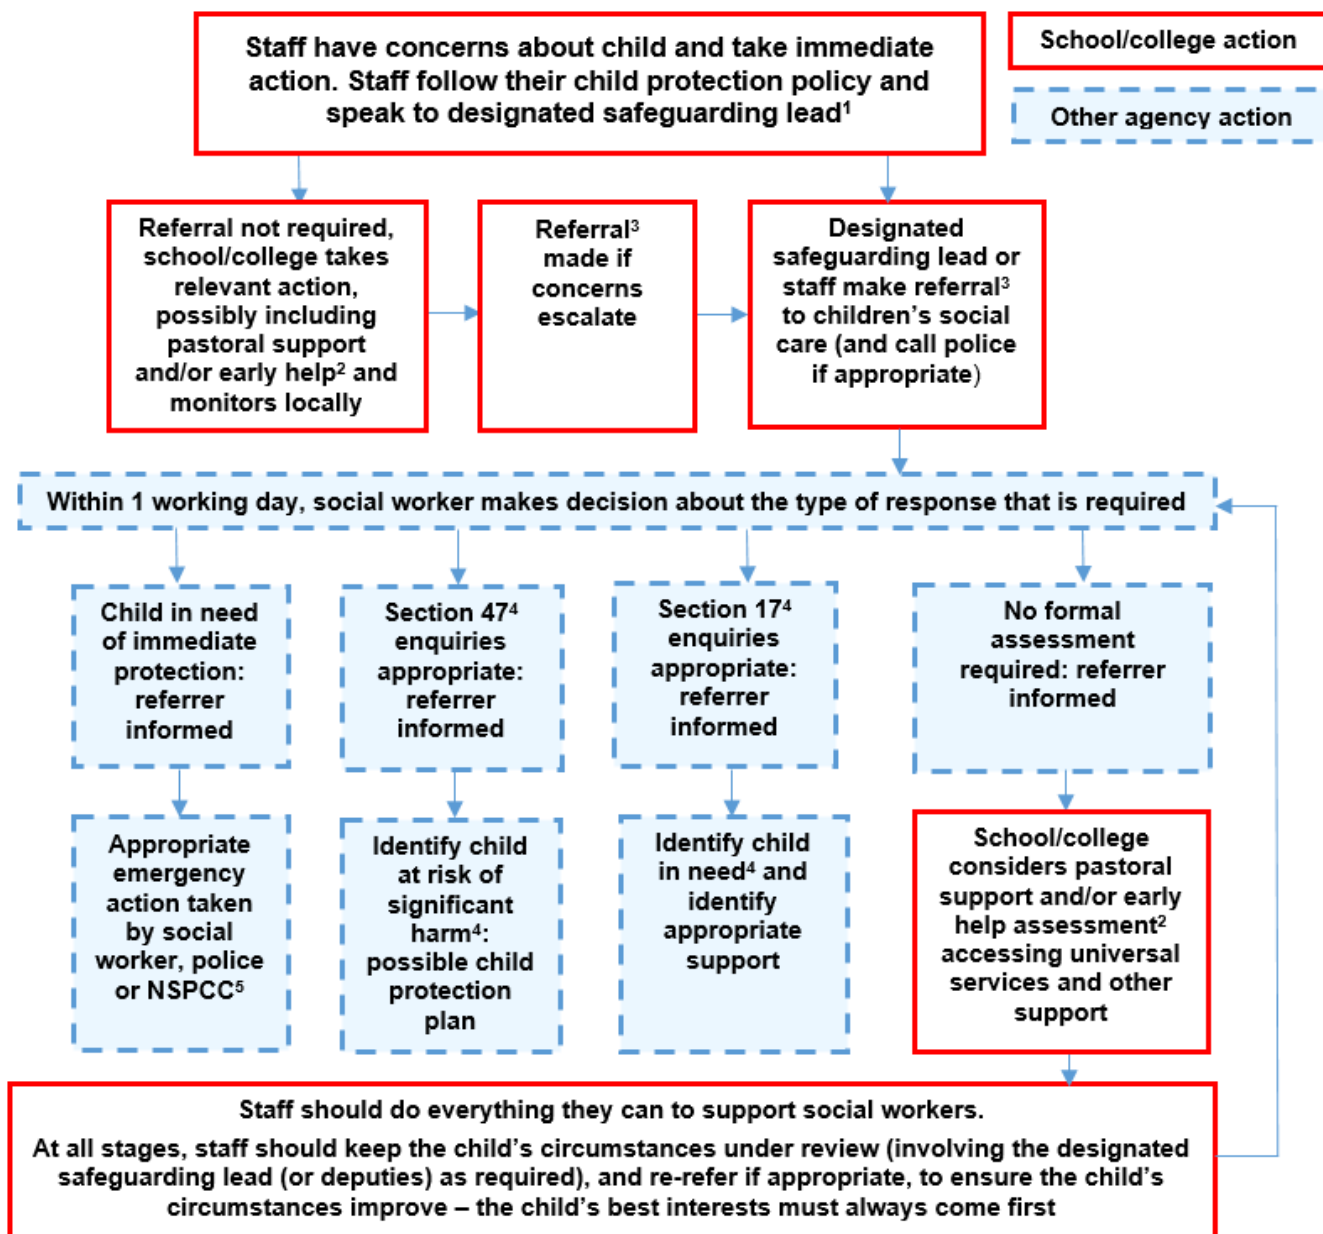 Staff have concerns about child and take immediate
action. Staff follow their child protection policy and
speak to designated safeguarding lead¹
School/college action
Other agency action
Referral not required,
school/college takes
relevant action,
possibly including
pastoral support
and/or early help² and
monitors locally
Referral³
made if
concerns
escalate
Designated
safeguarding lead or
staff make referral³
to children’s social
care (and call police
if appropriate)
Within 1 working day, social worker makes decision about the type of response that is required
Child in need
of immediate
protection:
referrer
informed
Section 47⁴
enquiries
appropriate:
referrer
informed
Section 17⁴
enquiries
appropriate:
referrer
informed
No formal
assessment
required: referrer
informed
Appropriate
emergency
action taken
by social
worker, police
or NSPCC⁵
Identify child
at risk of
significant
harm⁴:
possible child
protection
plan
Identify child
in need⁴ and
identify
appropriate
support
School/college
considers pastoral
support and/or early
help assessment²
accessing universal
services and other
support
Staff should do everything they can to support social workers.
At all stages, staff should keep the child’s circumstances under review (involving the designated
safeguarding lead (or deputies) as required), and re-refer if appropriate, to ensure the child’s
circumstances improve – the child’s best interests must always come first